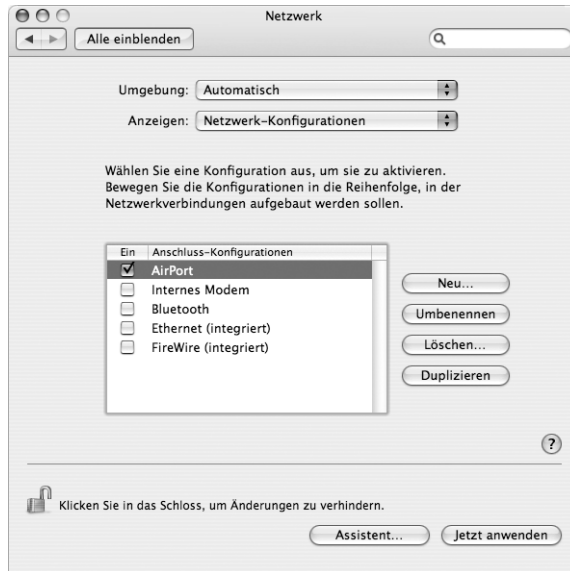 Netzwerk
Alle einblenden
Umgebung: Automatisch
Anzeigen: Netzwerk-Konfigurationen
Wählen Sie eine Konfiguration aus, um sie zu aktivieren.
Bewegen Sie die Konfigurationen in die Reihenfolge, in der
Netzwerkverbindungen aufgebaut werden sollen.
Ein Anschluss-Konfigurationen
AirPort
Internes Modem
Bluetooth
Ethernet (integriert)
FireWire (integriert)
Neu...
Umbenennen
Löschen...
Duplizieren
?
Klicken Sie in das Schloss, um Änderungen zu verhindern.
Assistent... Jetzt anwenden